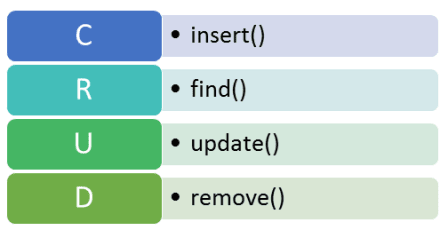 C • insert()
R • find()
U • update()
D • remove()